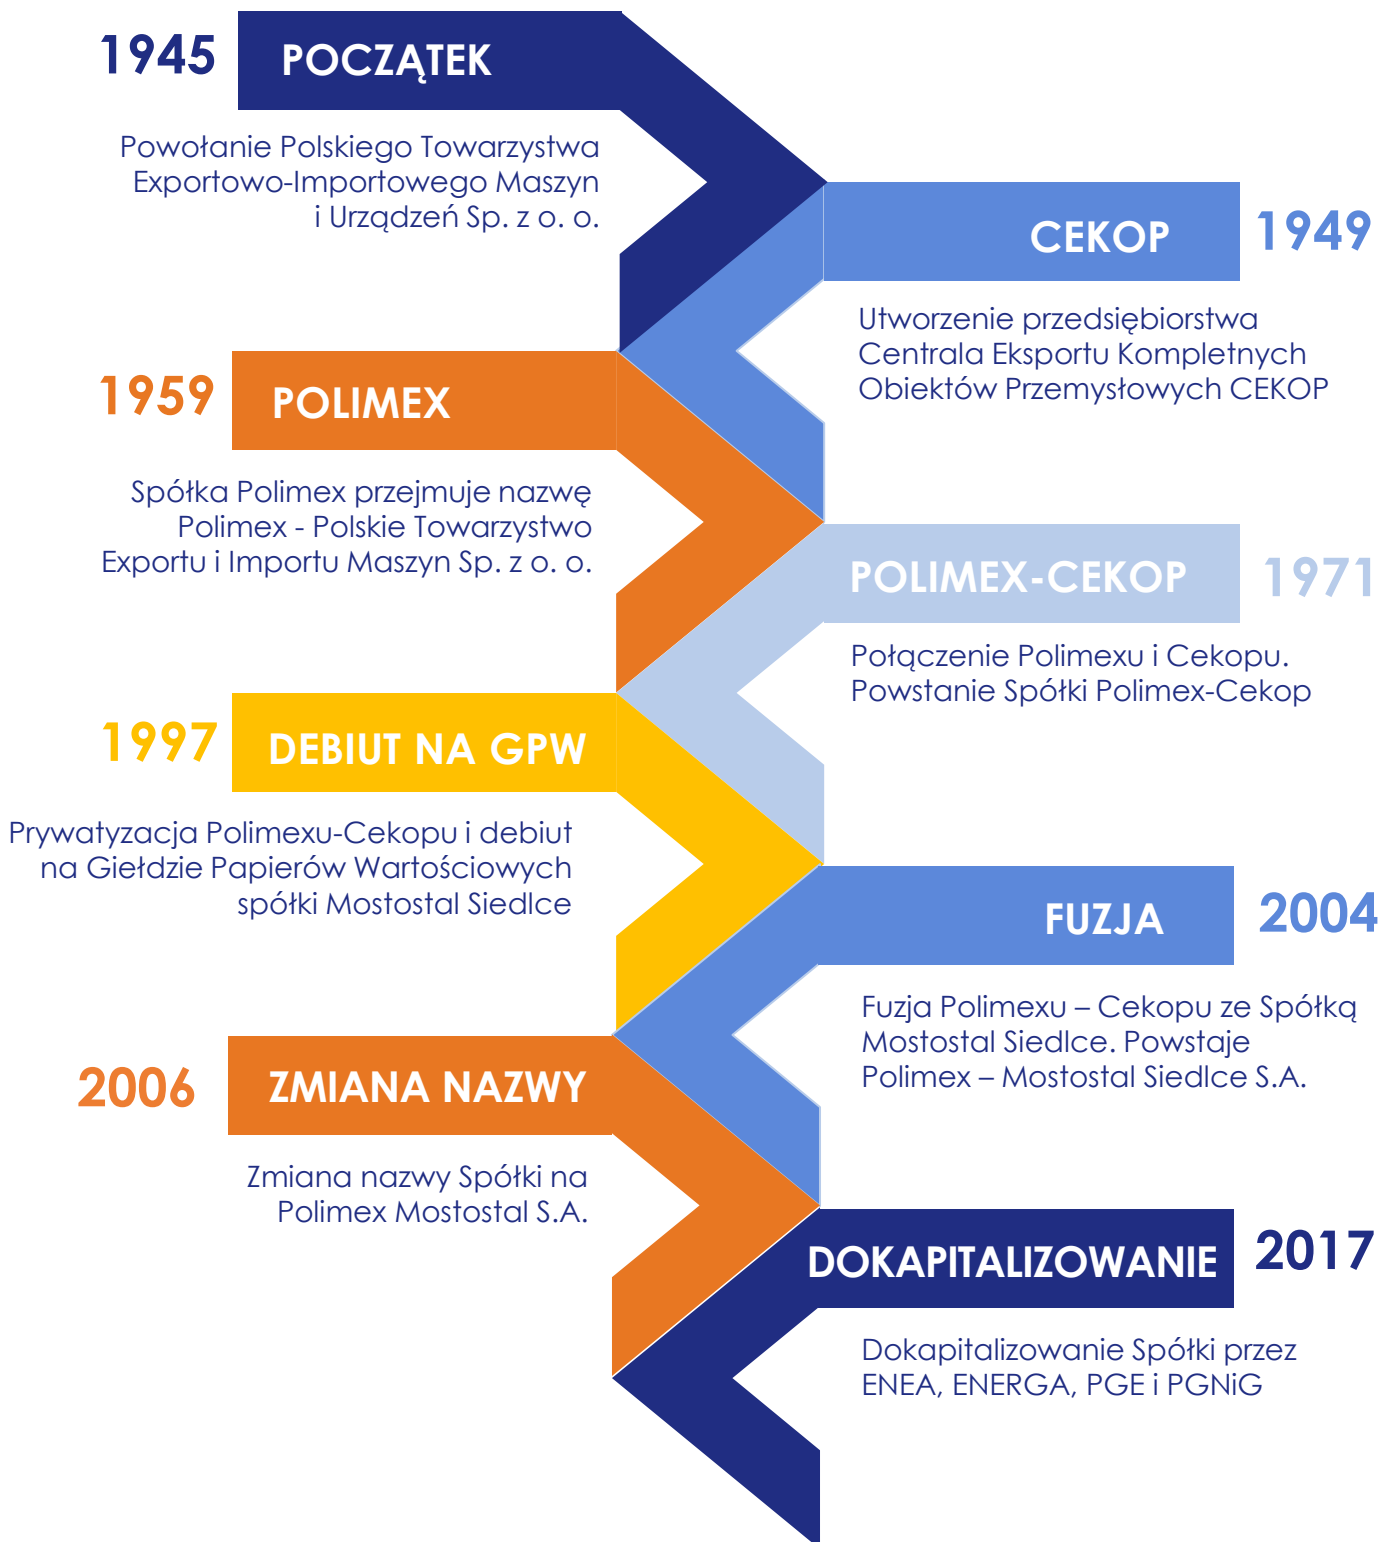 1945
POCZĄTEK
Powołanie Polskiego Towarzystwa
Exportowo-Importowego Maszyn
i Urządzeń Sp. z o. o.
CEKOP
1949
Utworzenie przedsiębiorstwa
Centrala Eksportu Kompletnych
Obiektów Przemysłowych CEKOP
1959
POLIMEX
Spółka Polimex przejmuje nazwę
Polimex - Polskie Towarzystwo
Exportu i Importu Maszyn Sp. z o. o.
POLIMEX-CEKOP
1971
Połączenie Polimexu i Cekopu.
Powstanie Spółki Polimex-Cekop
1997
DEBIUT NA GPW
Prywatyzacja Polimexu-Cekopu i debiut
na Giełdzie Papierów Wartościowych
spółki Mostostal Siedlce
FUZJA
2004
Fuzja Polimexu – Cekopu ze Spółką
Mostostal Siedlce. Powstaje
Polimex – Mostostal Siedlce S.A.
2006
ZMIANA NAZWY
Zmiana nazwy Spółki na
Polimex Mostostal S.A.
DOKAPITALIZOWANIE
2017
Dokapitalizowanie Spółki przez
ENEA, ENERGA, PGE i PGNiG